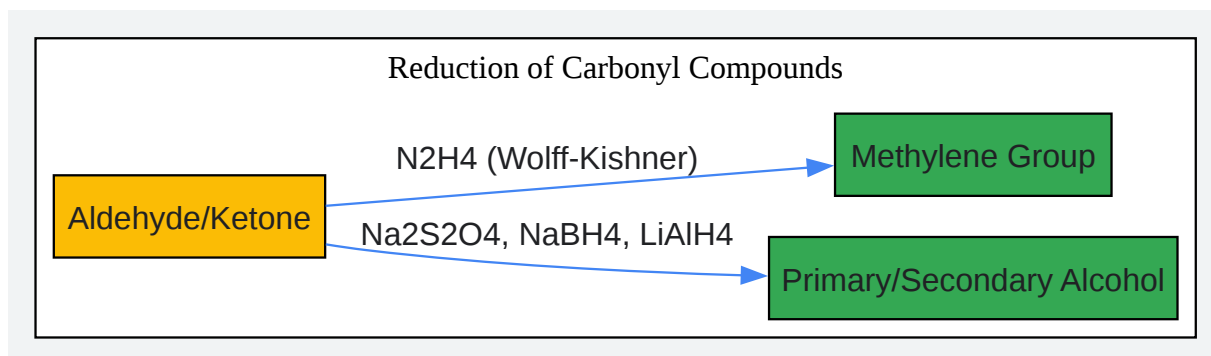 Reduction of Carbonyl Compounds
N2H4 (Wolff-Kishner)
Methylene Group
Aldehyde/Ketone
Na2S2O4, NaBH4, LiAlH4
Primary/Secondary Alcohol